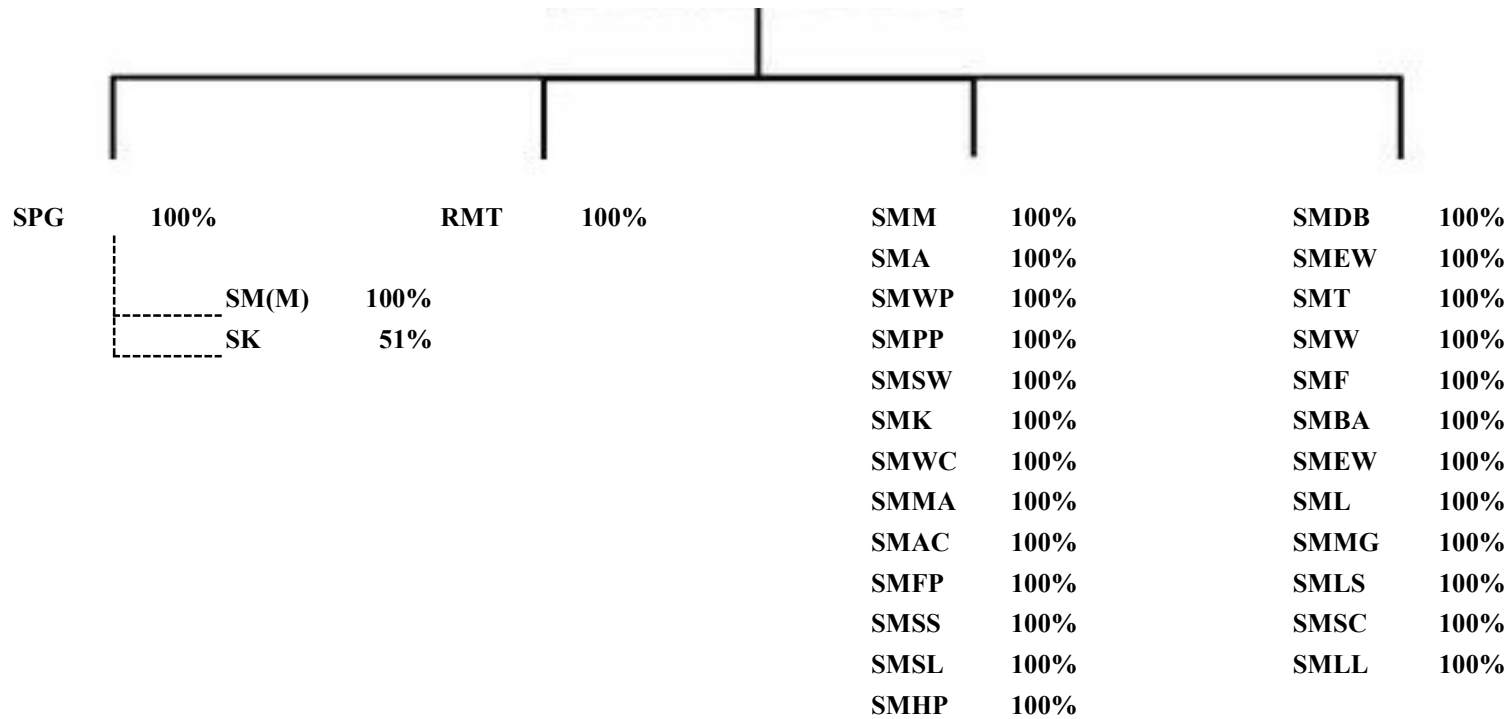 SPG 100% RMT 100% SMM 100% SMDB 100%
SMA 100% SMEW 100%
SM(M) 100% SMWP 100% SMT 100%
SK 51% SMPP 100% SMW 100%
SMSW 100% SMF 100%
SMK 100% SMBA 100%
SMWC 100% SMEW 100%
SMMA 100% SML 100%
SMAC 100% SMMG 100%
SMFP 100% SMLS 100%
SMSS 100% SMSC 100%
SMSL 100% SMLL 100%
SMHP 100%